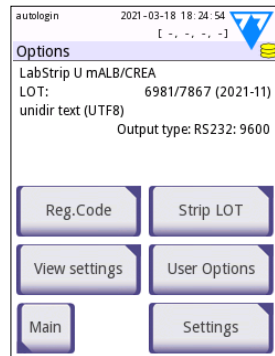 autologin 2021-03-18 18:24:54
[ -, -, -, -]
Options
LabStrip U mALB/CREA
LOT: 6981/7867 (2021-11)
unidir text (UTF8)
Output type: RS232: 9600
Reg.Code Strip LOT
View settings User Options
Main Settings